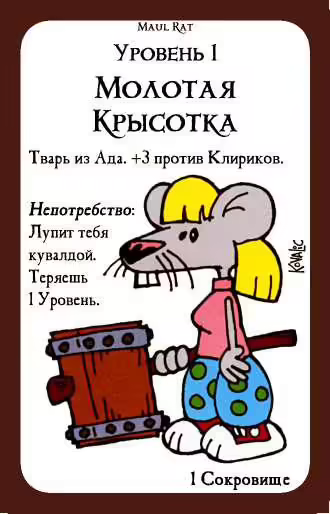 Maul Rat
Уровень 1
Молотая
Крысотка
Тварь из Ада. +3 против Клириков.
Непотребство:
Лупит тебя
кувалдой.
Теряешь
1 Уровень.
Kovalic
1 Сокровище